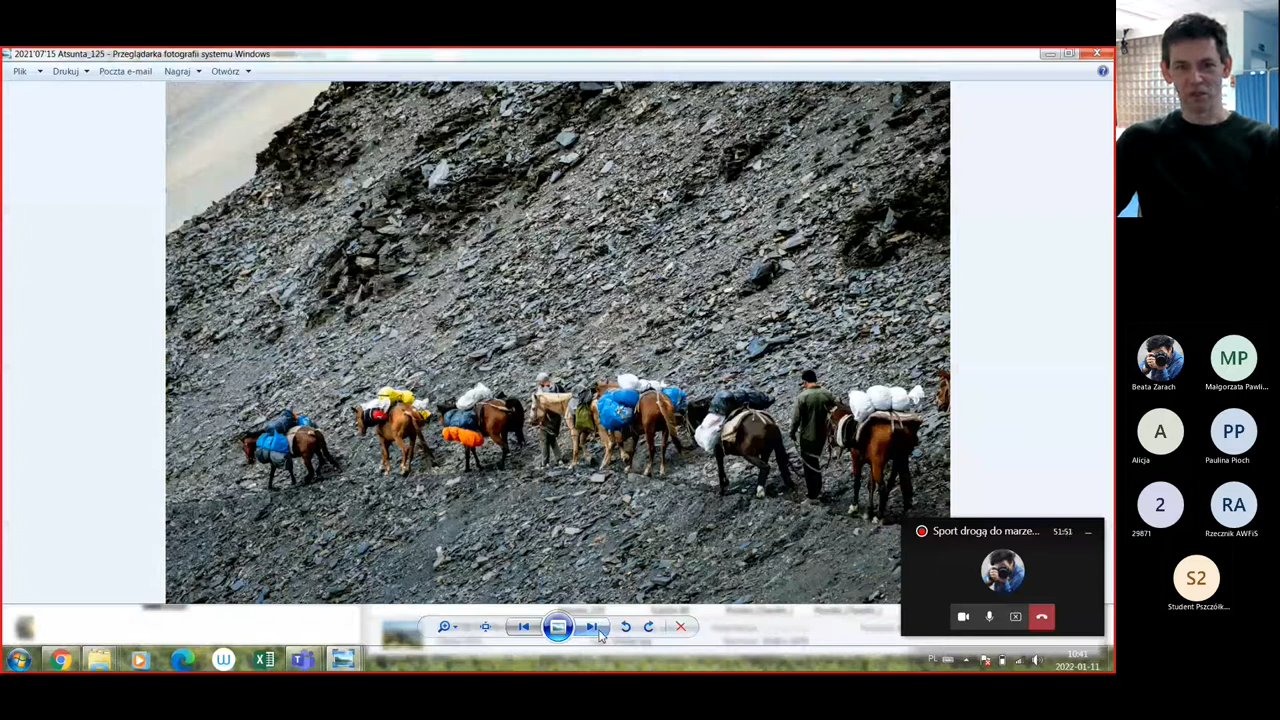 2021'07'15 Atsunta_125 - Przeglądarka fotografii systemu Windows
Plik Drukuj Poczta e-mail Nagraj Otwórz
MP
Beata Zarach Małgorzata Pawli...
A PP
Alicja Paulina Pioch
2 RA
29871 Rzecznik AWFiS
S2
Student Pszczółk...
Sport drogą do marze... 51:51
PL 10:41
2022-01-11